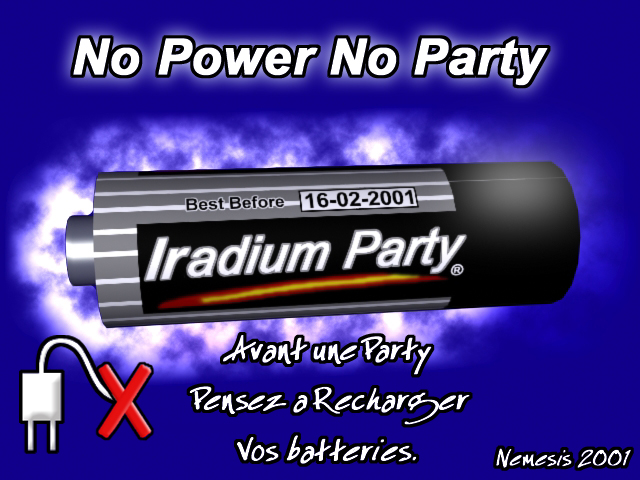 No Power No Party
Best Before 16-02-2001
Iradium Party ®
Avant une Party
Pensez a Recharger
Vos batteries.
Nemesis 2001